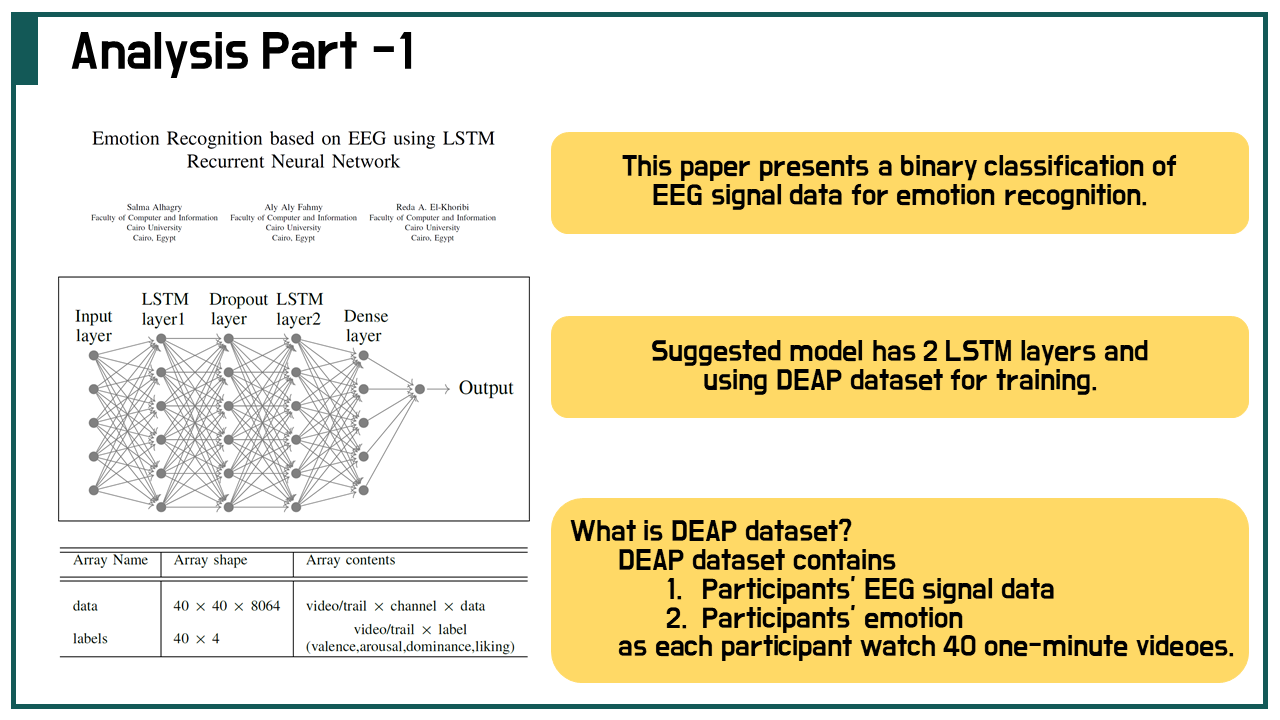 Analysis Part -1
Emotion Recognition based on EEG using LSTM
Recurrent Neural Network
Salma Alhagry
Faculty of Computer and Information
Cairo University
Cairo, Egypt
Aly Aly Fahmy
Faculty of Computer and Information
Cairo University
Cairo, Egypt
Reda A. El-Khoribi
Faculty of Computer and Information
Cairo University
Cairo, Egypt
Input
layer
LSTM
layer1
Dropout
layer
LSTM
layer2
Dense
layer
Output
Array Name Array shape Array contents
data 40 × 40 × 8064 video/trail × channel × data
labels 40 × 4 video/trail × label
(valence,arousal,dominance,liking)
This paper presents a binary classification of
EEG signal data for emotion recognition.
Suggested model has 2 LSTM layers and
using DEAP dataset for training.
What is DEAP dataset?
DEAP dataset contains
1. Participants' EEG signal data
2. Participants' emotion
as each participant watch 40 one-minute videoes.